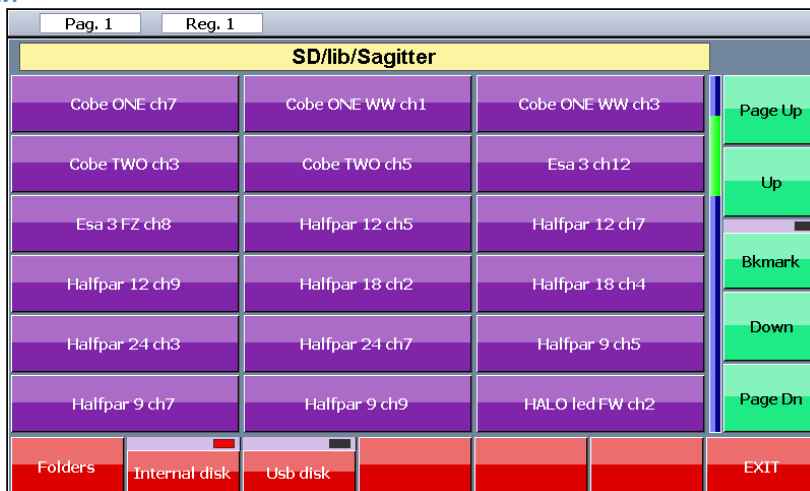 Pag. 1 Reg. 1
SD/lib/Sagitter
Cobe ONE ch7 Cobe ONE WW ch1 Cobe ONE WW ch3 Page Up
Cobe TWO ch3 Cobe TWO ch5 Esa 3 ch12 Up
Esa 3 FZ ch8 Halfpar 12 ch5 Halfpar 12 ch7
Halfpar 12 ch9 Halfpar 18 ch2 Halfpar 18 ch4 Bkmark
Halfpar 24 ch3 Halfpar 24 ch7 Halfpar 9 ch5 Down
Halfpar 9 ch7 Halfpar 9 ch9 HALO led FW ch2 Page Dn
Folders Internal disk Usb disk EXIT